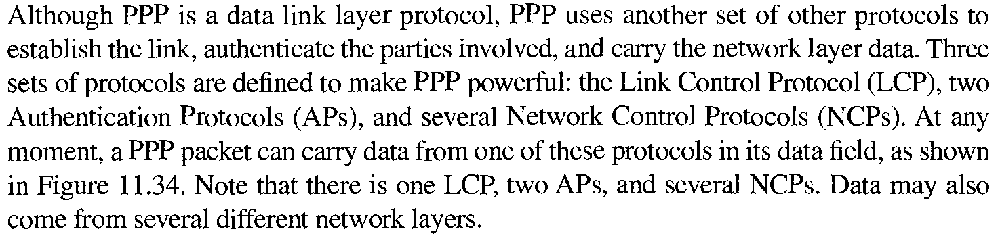 Although PPP is a data link layer protocol, PPP uses another set of other protocols to
establish the link, authenticate the parties involved, and carry the network layer data. Three
sets of protocols are defined to make PPP powerful: the Link Control Protocol (LCP), two
Authentication Protocols (APs), and several Network Control Protocols (NCPs). At any
moment, a PPP packet can carry data from one of these protocols in its data field, as shown
in Figure 11.34. Note that there is one LCP, two APs, and several NCPs. Data may also
come from several different network layers.